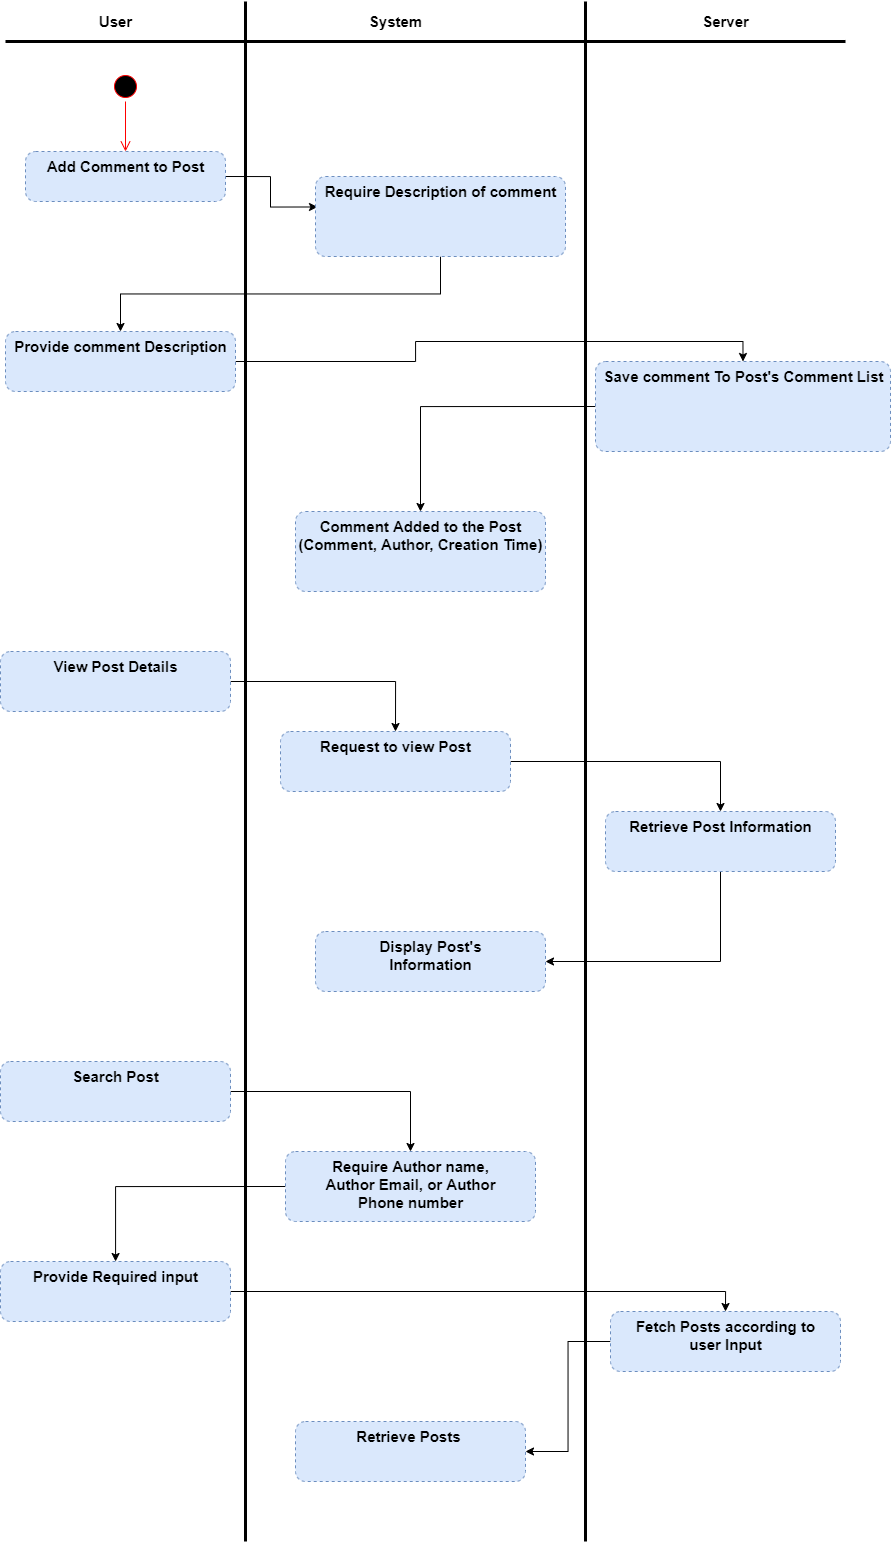 User
System
Server
Add Comment to Post
Require Description of comment
Provide comment Description
Save comment To Post's Comment List
Comment Added to the Post
(Comment, Author, Creation Time)
View Post Details
Request to view Post
Retrieve Post Information
Display Post's
Information
Search Post
Require Author name,
Author Email, or Author
Phone number
Provide Required input
Fetch Posts according to
user Input
Retrieve Posts